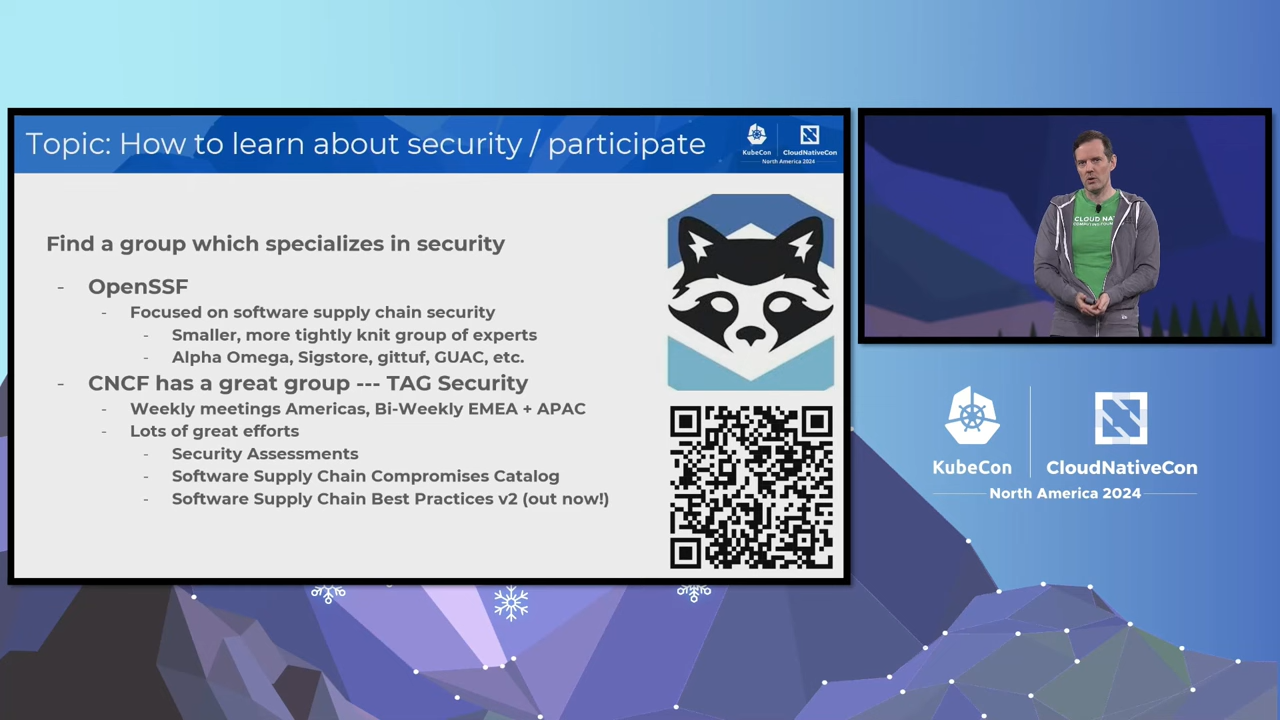 Topic: How to learn about security / participate
KubeCon
CloudNativeCon
North America 2024
Find a group which specializes in security
- OpenSSF
- Focused on software supply chain security
- Smaller, more tightly knit group of experts
- Alpha Omega, Sigstore, gittuf, GUAC, etc.
- CNCF has a great group --- TAG Security
- Weekly meetings Americas, Bi-Weekly EMEA + APAC
- Lots of great efforts
- Security Assessments
- Software Supply Chain Compromises Catalog
- Software Supply Chain Best Practices v2 (out now!)
CLOUD NA
KubeCon
CloudNativeCon
North America 2024